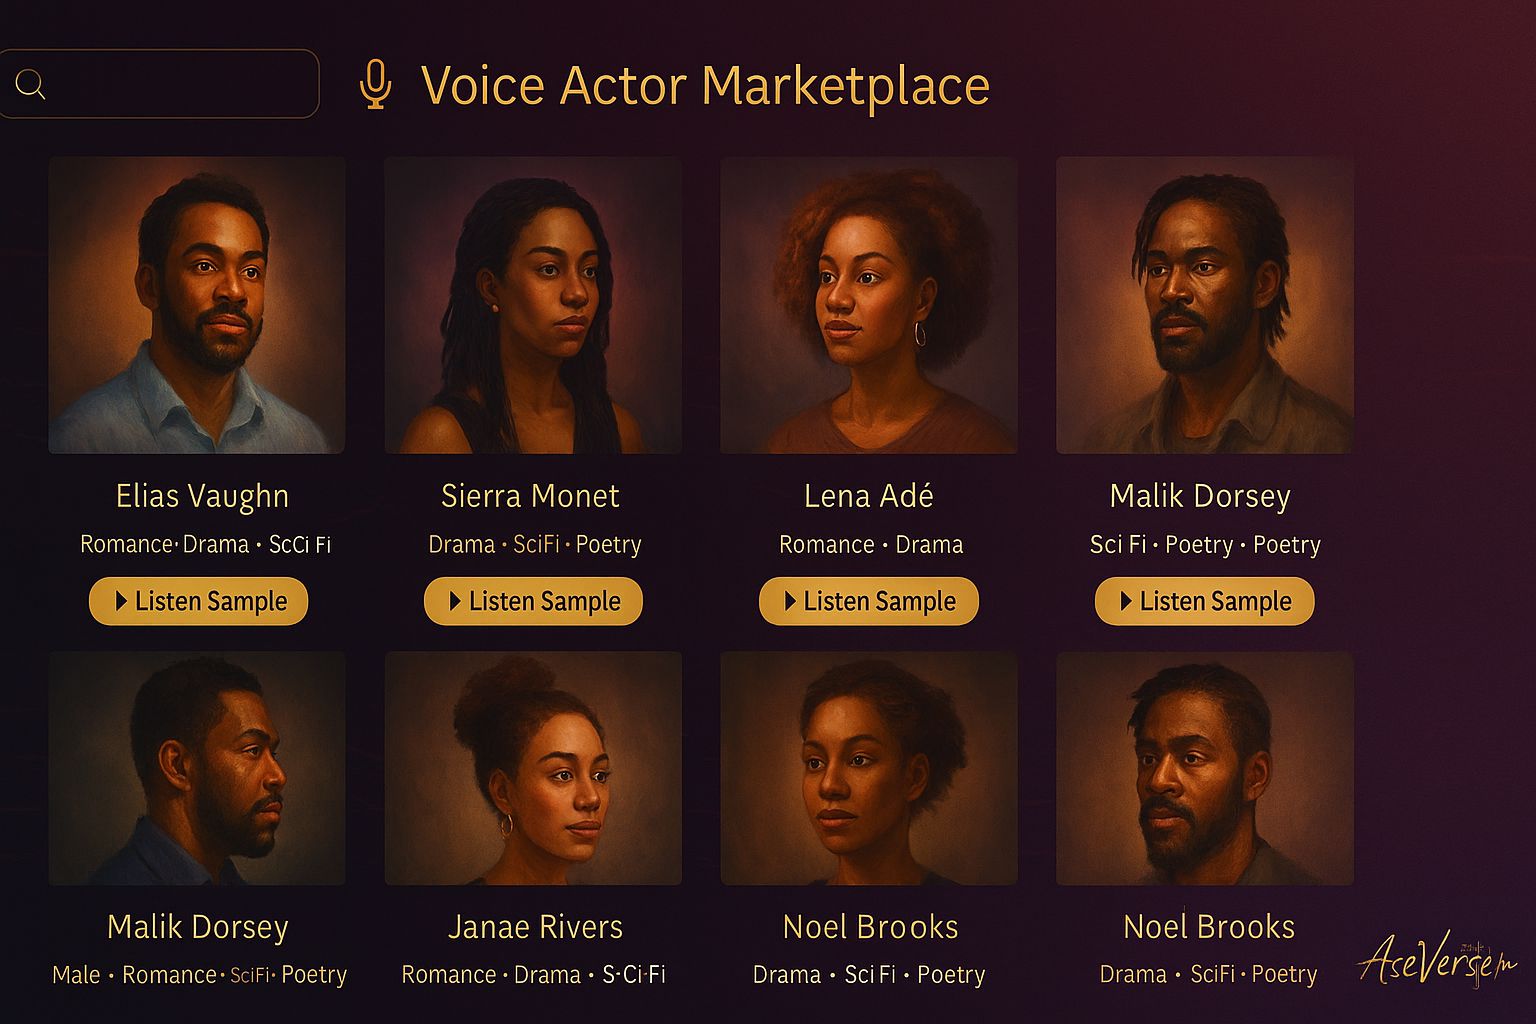 Voice Actor Marketplace
Elias Vaughn
Romance· Drama · ScCi Fi
Listen Sample
Sierra Monet
Drama · SciFi · Poetry
Listen Sample
Lena Adé
Romance · Drama
Listen Sample
Malik Dorsey
Sci Fi · Poetry · Poetry
Listen Sample
Malik Dorsey
Male · Romance · SciFi · Poetry
Janae Rivers
Romance · Drama · S·Ci·Fi
Noel Brooks
Drama · Sci Fi · Poetry
Noel Brooks
Drama · SciFi · Poetry